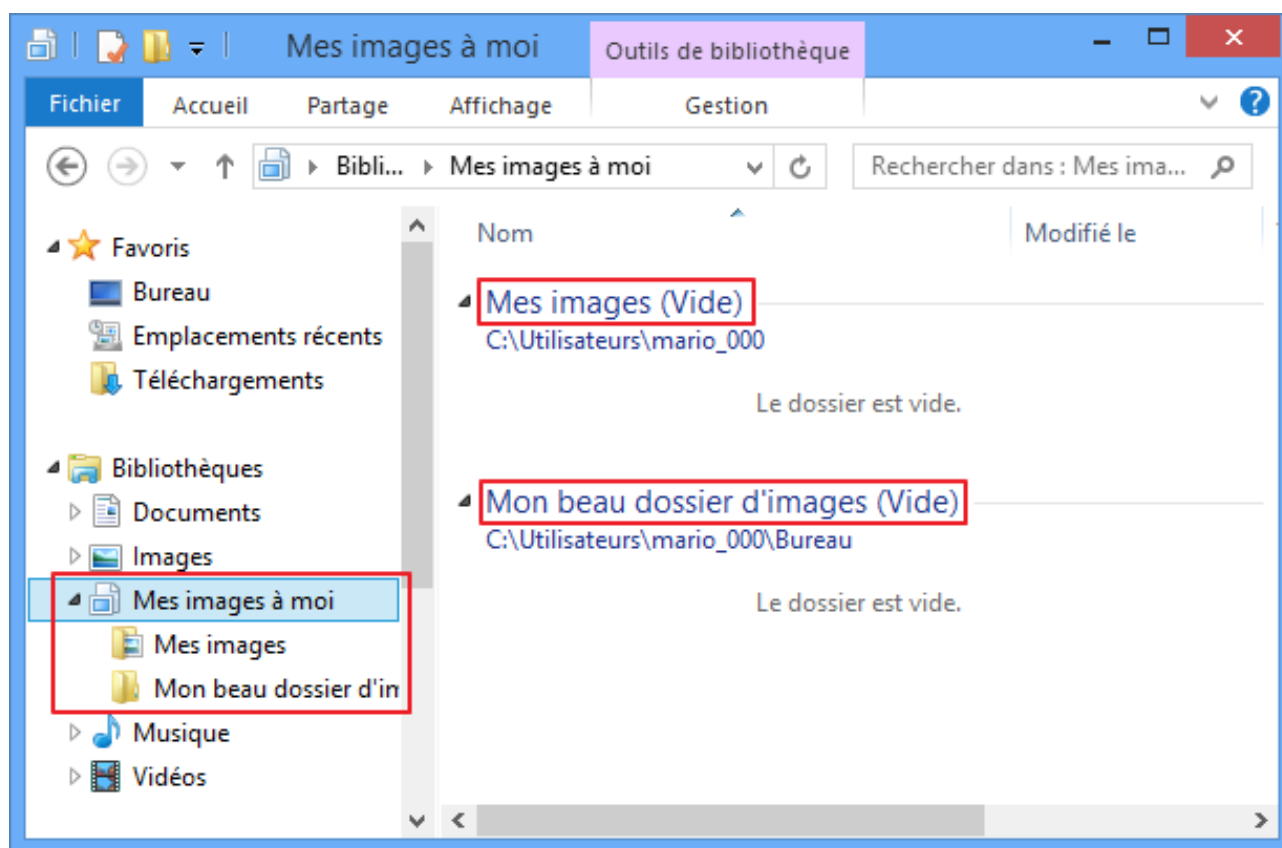 Mes images à moi
Outils de bibliothèque
Fichier Accueil Partage Affichage Gestion
Bibli... Mes images à moi Rechercher dans : Mes ima...
Favoris
Bureau
Emplacements récents
Téléchargements
Bibliothèques
Documents
Images
Mes images à moi
Mes images
Mon beau dossier d'im
Musique
Vidéos
Nom Modifié le
Mes images (Vide)
C:\Utilisateurs\mario_000
Le dossier est vide.
Mon beau dossier d'images (Vide)
C:\Utilisateurs\mario_000\Bureau
Le dossier est vide.